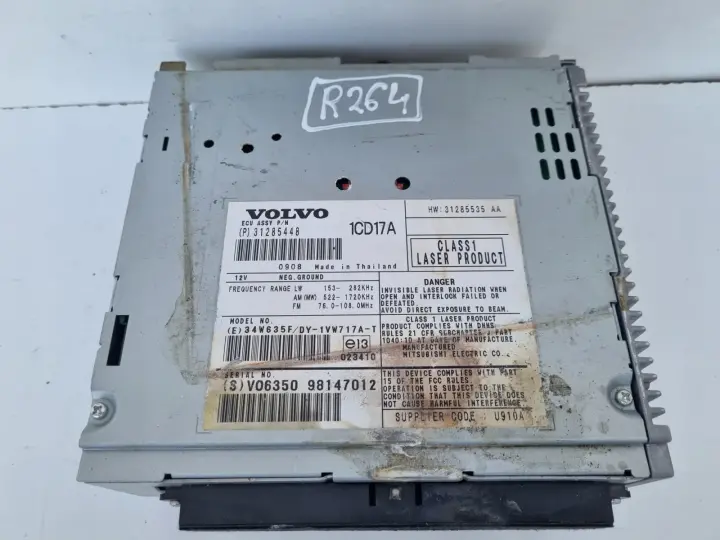 R264
VOLVO
ECU ASSY P/N
(P) 31285448
1CD17A
0908 Made in Thailand
12V NEG.GROUND
FREQUENCY RANGE LW 153- 282KHz
AM(MW) 522-1720KHz
FM 76.0-108.0MHz
MODEL NO.
(E) 34W635F/DY-1VW717A-T
e13
023410
SERIAL NO.
(S) V06350 98147012
HW: 31285535 AA
CLASS1
LASER PRODUCT
DANGER
INVISIBLE LASER RADIATION WHEN
OPEN AND INTERLOCK FAILED OR
DEFEATED.
AVOID DIRECT EXPOSURE TO BEAM.
CLASS 1 LASER PRODUCT
PRODUCT COMPLIES WITH DHHS
RULES 21 CFR SUBCHAPTER J PART
1040:10 AT DATE OF MANUFACTURE.
MANUFACTURED:
MITSUBISHI ELECTRIC CO.
THIS DEVICE COMPLIES WITH PART
15 OF THE FCC RULES.
OPERATION IS SUBJECT TO THE
CONDITION THAT THIS DEVICE DOES
NOT CAUSE HARMFUL INTERFERENCE
SUPPLIER CODE : U910A